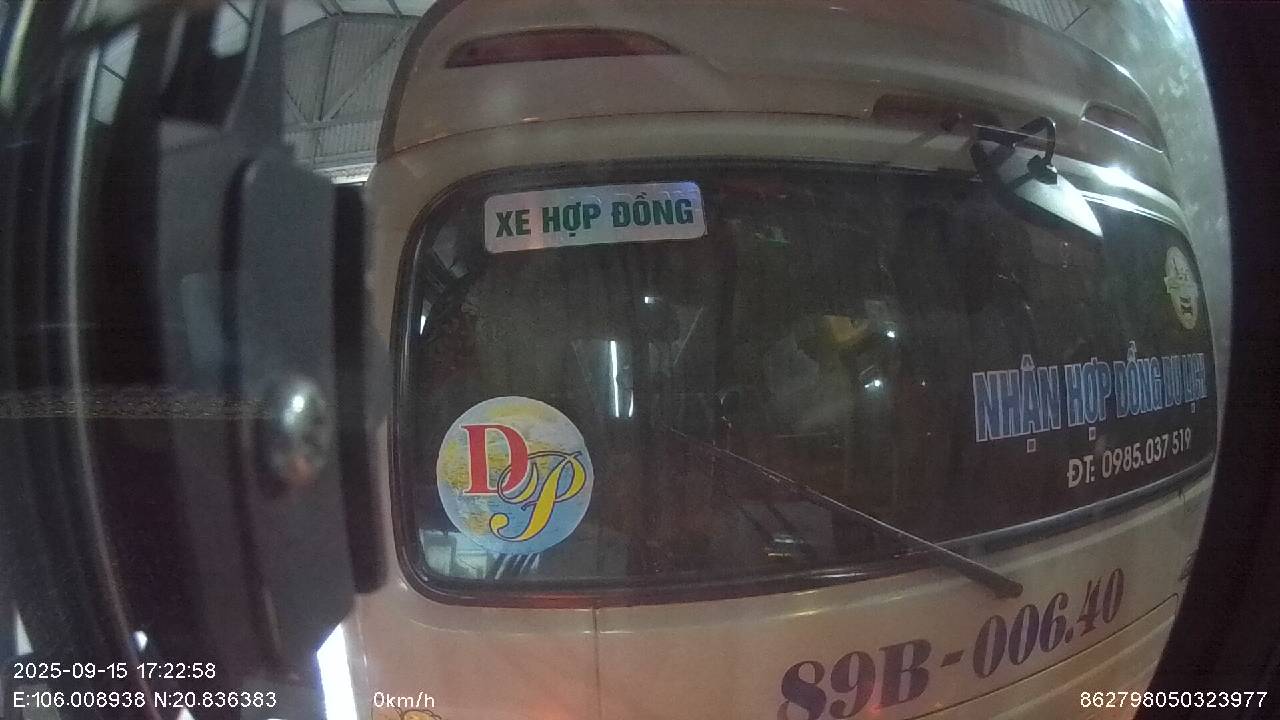 XE HỢP ĐỒNG
DP
NHẬN HỢP ĐỒNG DU LỊCH
ĐT: 0985.037.519
89B-006.40
2025-09-15 17:22:58
E:106.008938 N:20.836383
0km/h
862798050323977